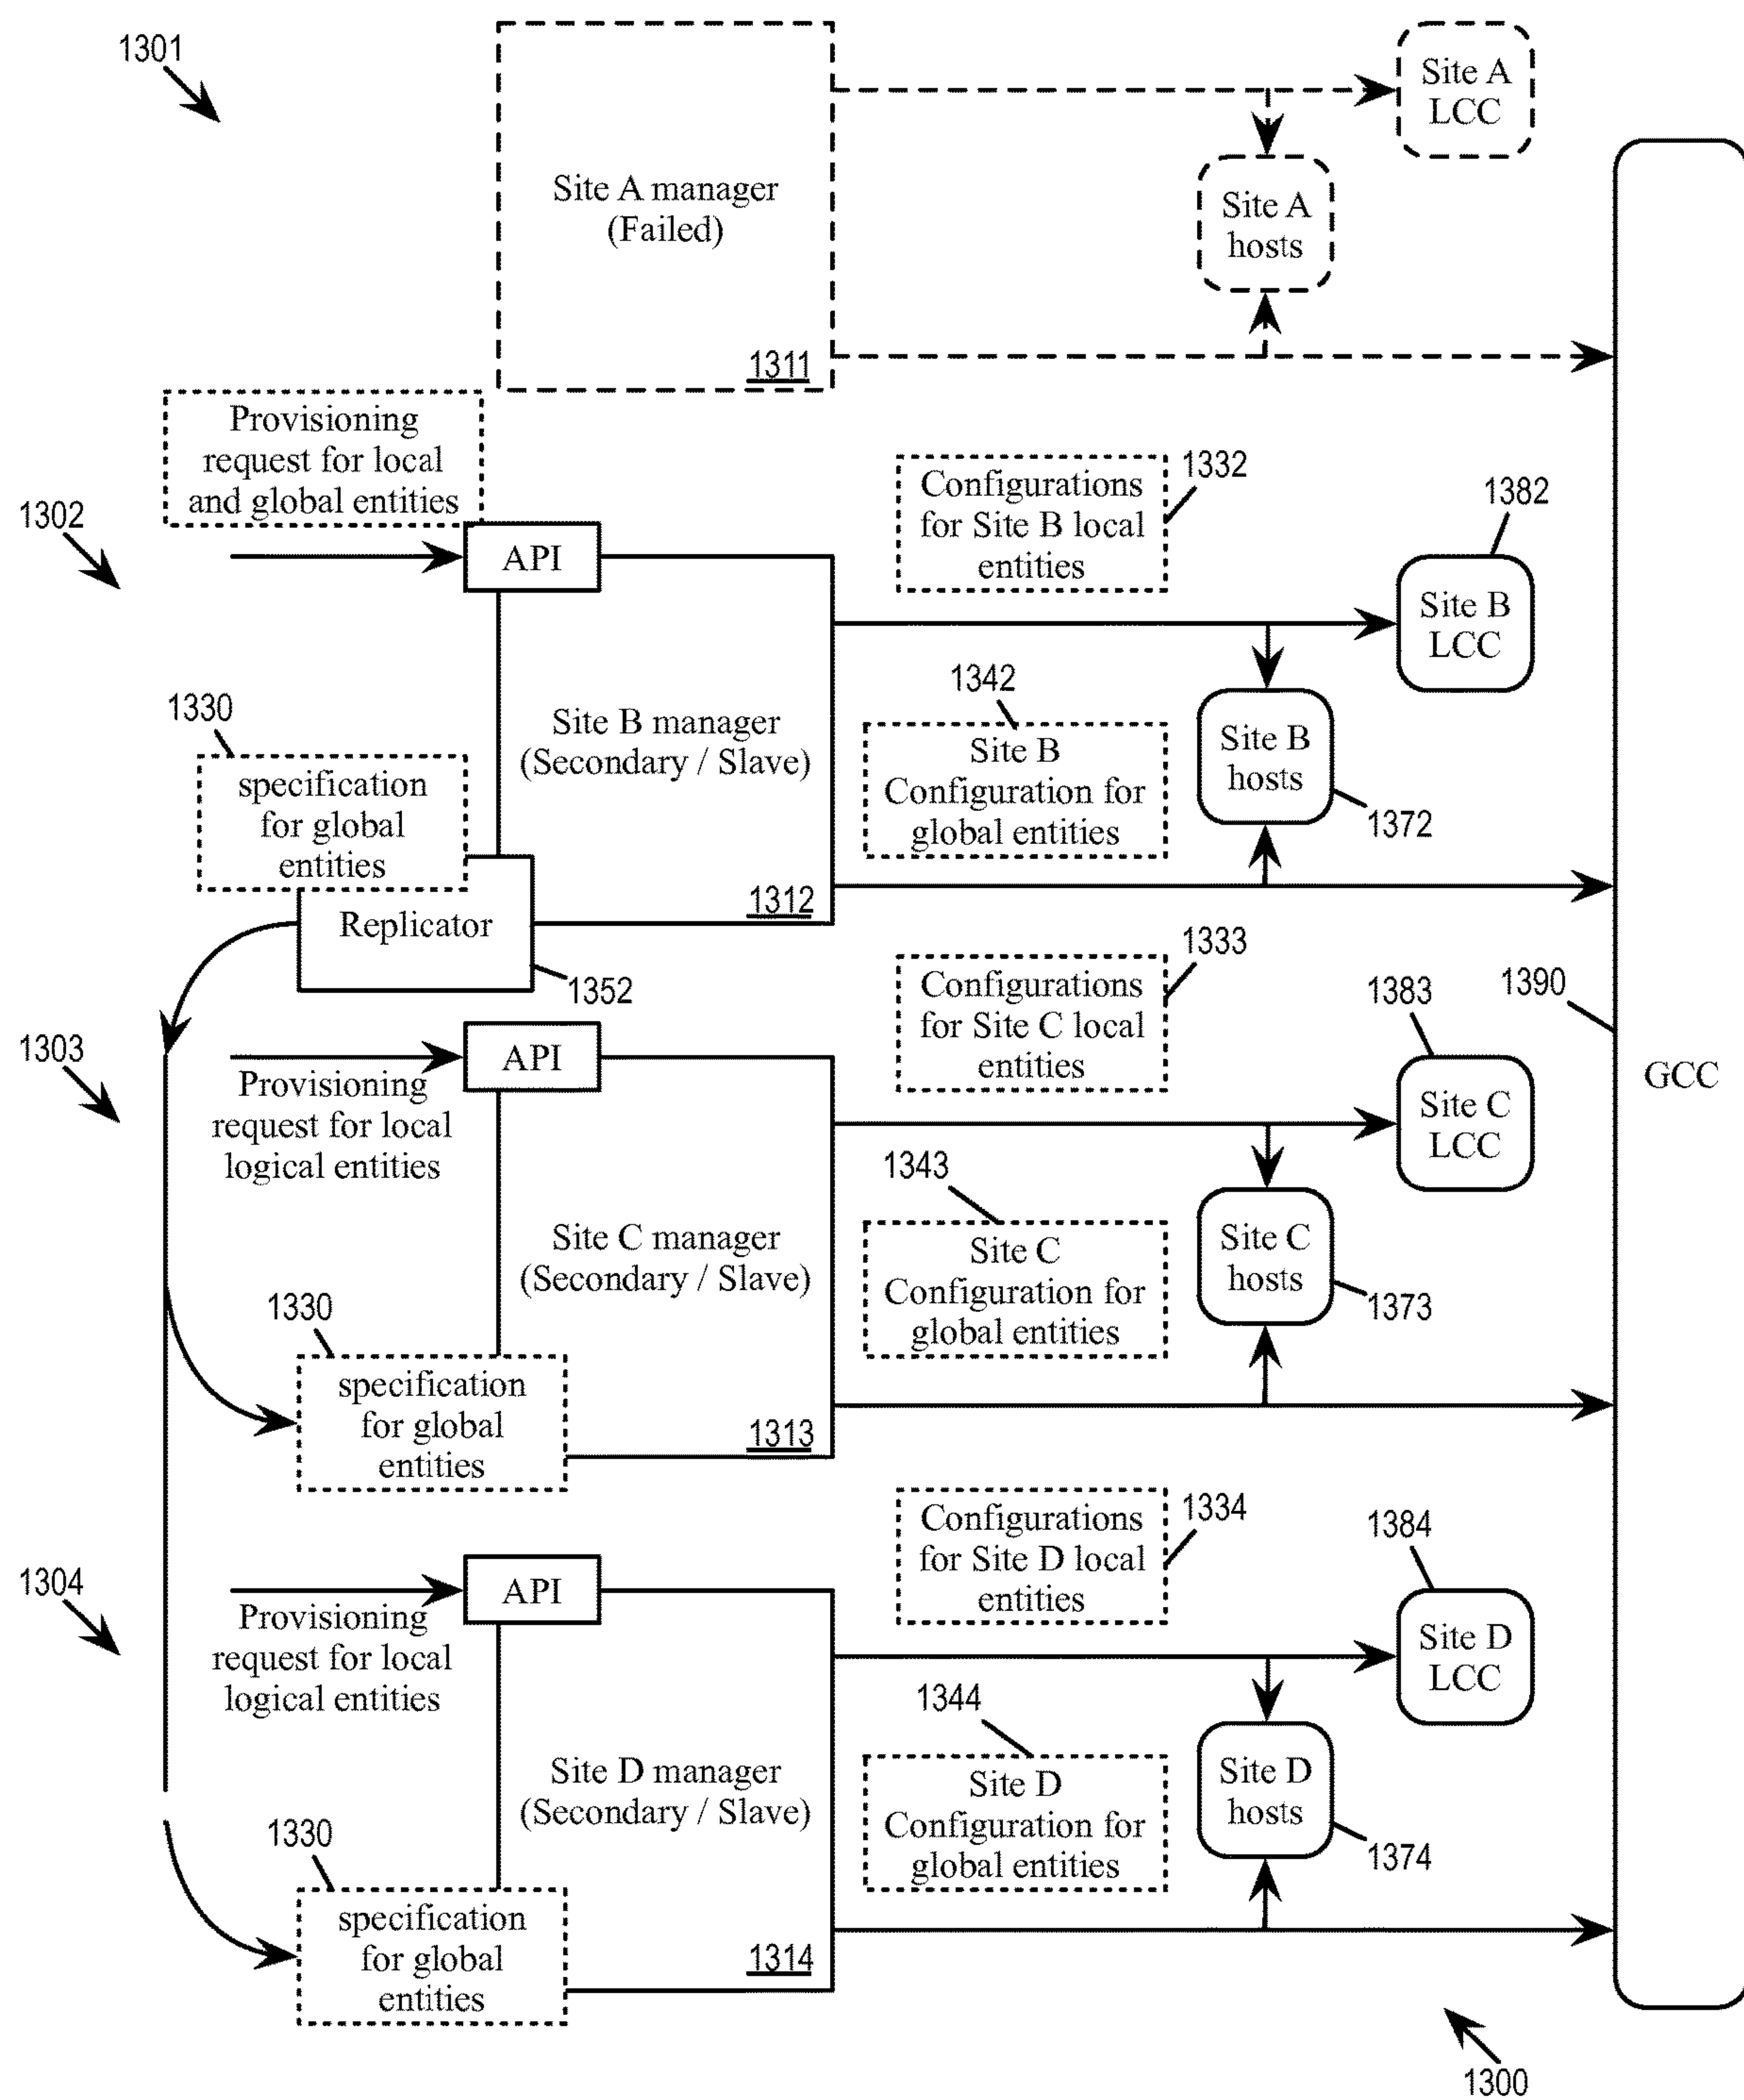 1301
Site A manager
(Failed)
1311
Site A
LCC
Site A
hosts
Provisioning
request for local
and global entities
1302
API
Configurations
for Site B local
entities
1332
1382
Site B
LCC
1330
specification
for global
entities
Site B manager
(Secondary / Slave)
1342
Site B
Configuration for
global entities
Site B
hosts
1372
1312
Replicator
1352
1303
API
Provisioning
request for local
logical entities
Configurations
for Site C local
entities
1333
1383
Site C
LCC
1390
GCC
Site C manager
(Secondary / Slave)
1343
Site C
Configuration for
global entities
Site C
hosts
1373
1330
specification
for global
entities
1313
1304
API
Provisioning
request for local
logical entities
Configurations
for Site D local
entities
1334
1384
Site D
LCC
Site D manager
(Secondary / Slave)
1344
Site D
Configuration for
global entities
Site D
hosts
1374
1330
specification
for global
entities
1314
1300